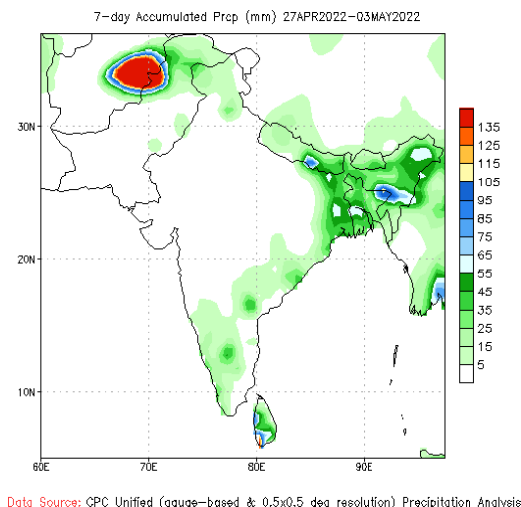 7-day Accumulated Prcp (mm) 27APR2022-03MAY2022
30N
20N
10N
60E 70E 80E 90E
135
125
115
105
95
85
75
65
55
45
35
25
15
5
Data Source: CPC Unified (gauge-based & 0.5x0.5 deg resolution) Precipitation Analysis